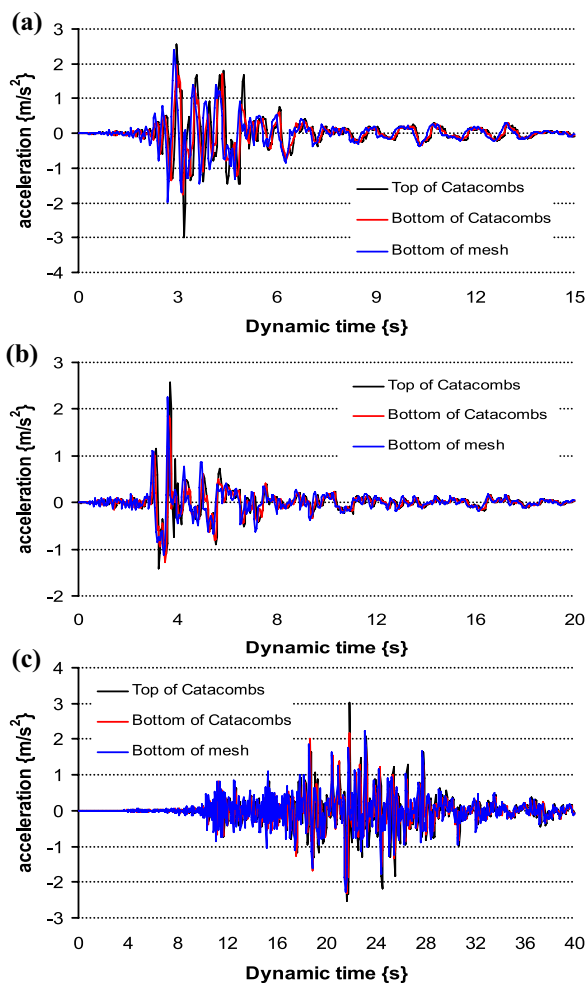 (a)
3
2
1
0
-1
-2
-3
-4
acceleration {m/s²}
Top of Catacombs
Bottom of Catacombs
Bottom of mesh
0 3 6 9 12 15
Dynamic time {s}
(b)
3
2
1
0
-1
-2
acceleration {m/s²}
Top of Catacombs
Bottom of Catacombs
Bottom of mesh
0 4 8 12 16 20
Dynamic time {s}
(c)
4
3
2
1
0
-1
-2
-3
acceleration {m/s²}
Top of Catacombs
Bottom of Catacombs
Bottom of mesh
0 4 8 12 16 20 24 28 32 36 40
Dynamic time {s}